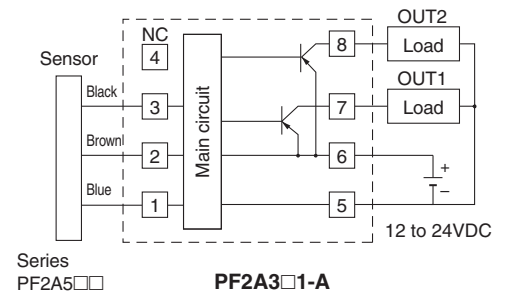 OUT2
NC
8
Load
Sensor
4
OUT1
Black
3
Main circuit
7
Load
Brown
2
6
+
Blue
1
5
–
12 to 24VDC
Series
PF2A5□□
PF2A3□1-A